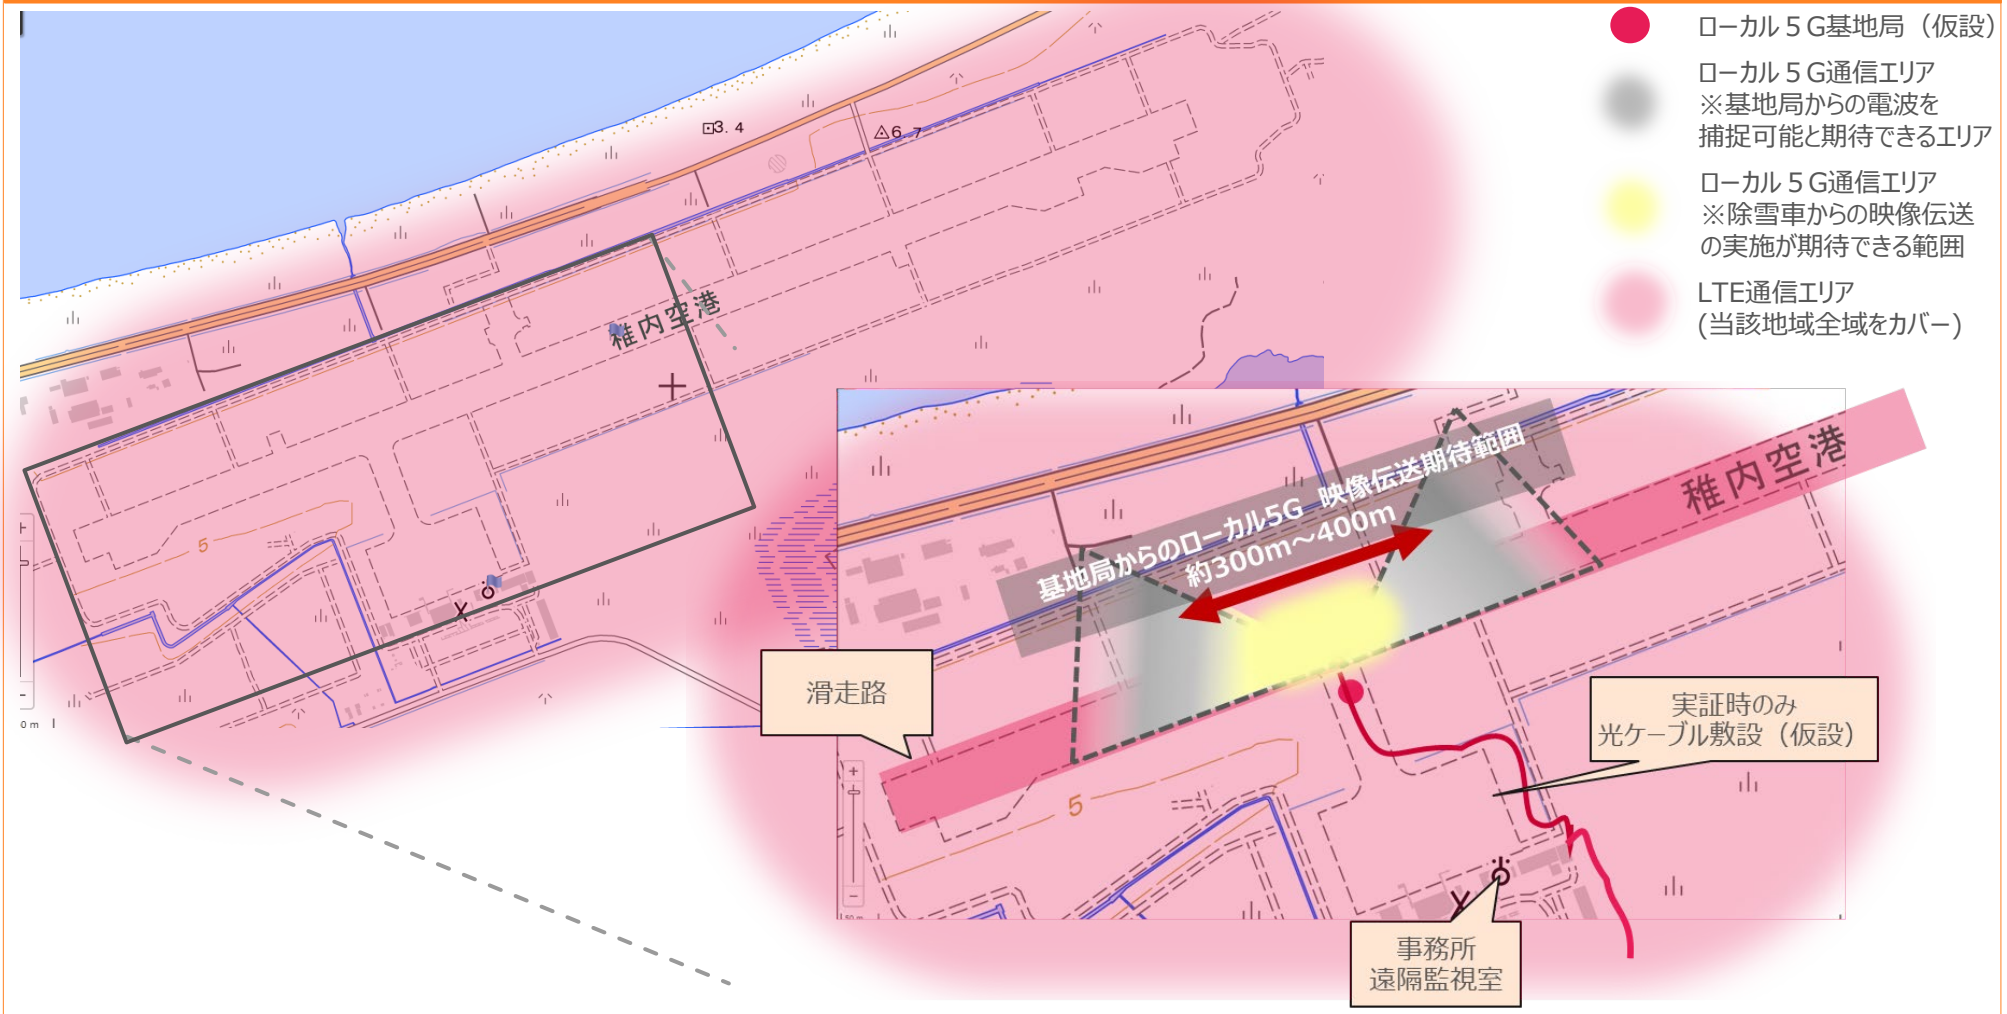 ローカル５G基地局（仮設）
ローカル５G通信エリア
※基地局からの電波を
捕捉可能と期待できるエリア
ローカル５G通信エリア
※除雪車からの映像伝送
の実施が期待できる範囲
LTE通信エリア
(当該地域全域をカバー)
3.4
6.7
稚内空港
5
0 m
基地局からのローカル5G 映像伝送期待範囲
約300m～400m
稚内空港
滑走路
実証時のみ
光ケーブル敷設（仮設）
5
事務所
遠隔監視室